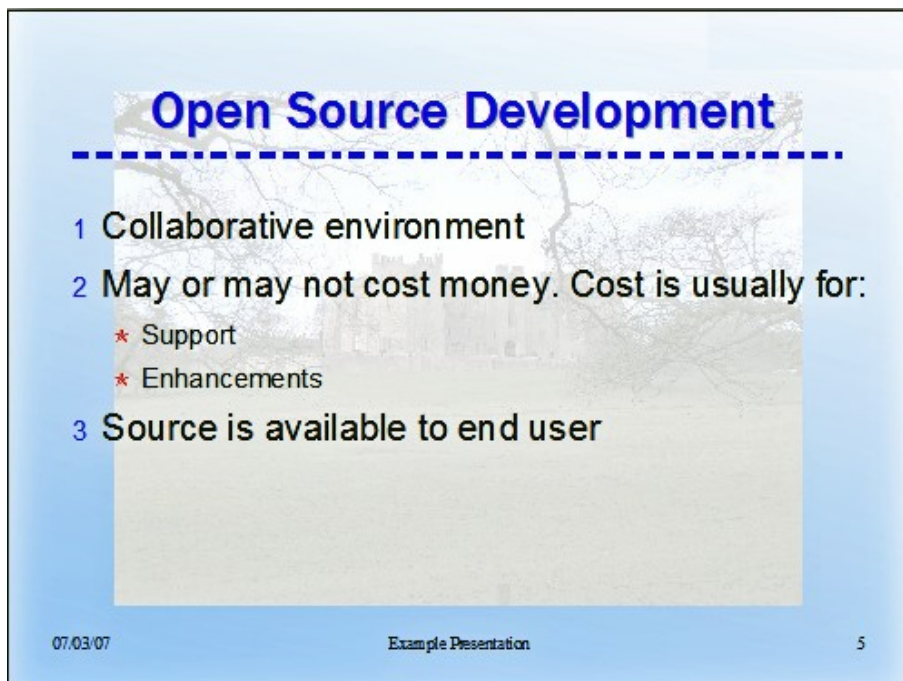 Open Source Development
1 Collaborative environment
2 May or may not cost money. Cost is usually for:
* Support
* Enhancements
3 Source is available to end user
07/03/07 Example Presentation 5